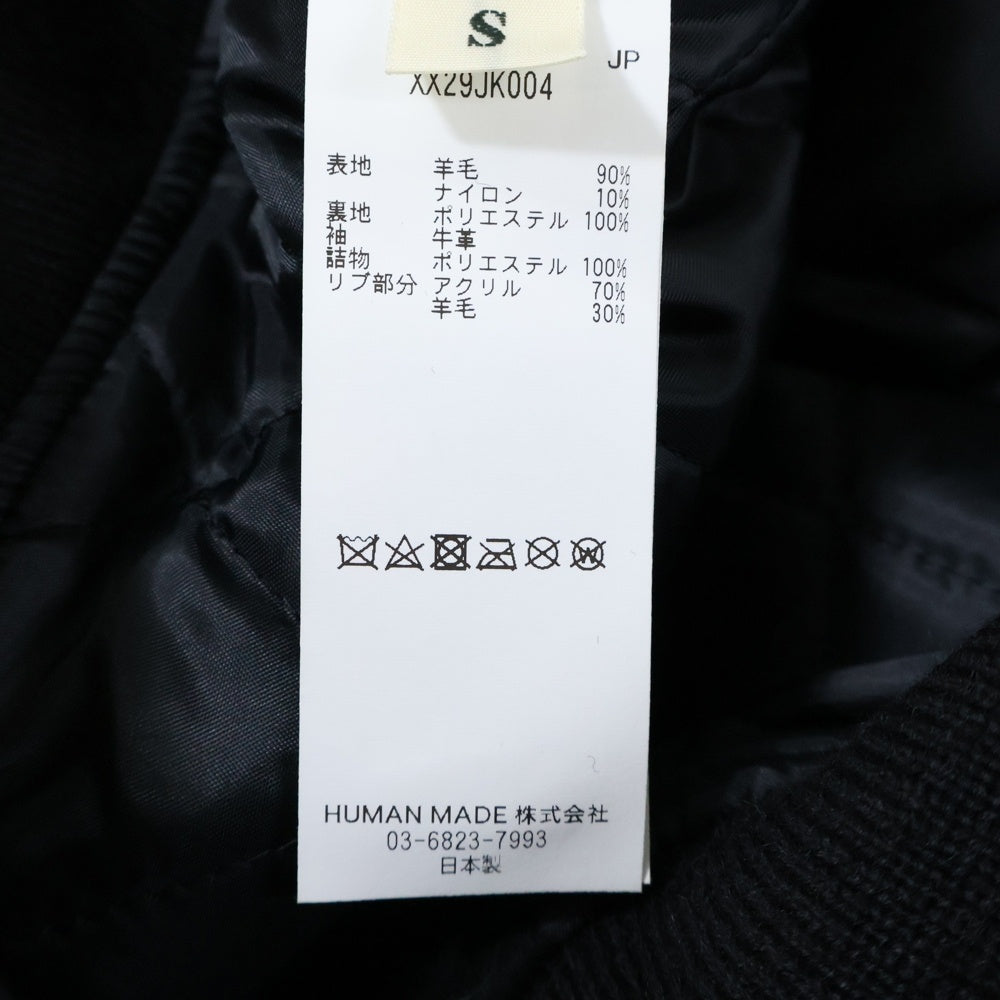 S
JP
XX29JK004
表地 羊毛 90%
ナイロン 10%
裏地 ポリエステル 100%
袖 牛革
詰物 ポリエステル 100%
リブ部分 アクリル 70%
羊毛 30%
W
HUMAN MADE 株式会社
03-6823-7993
日本製